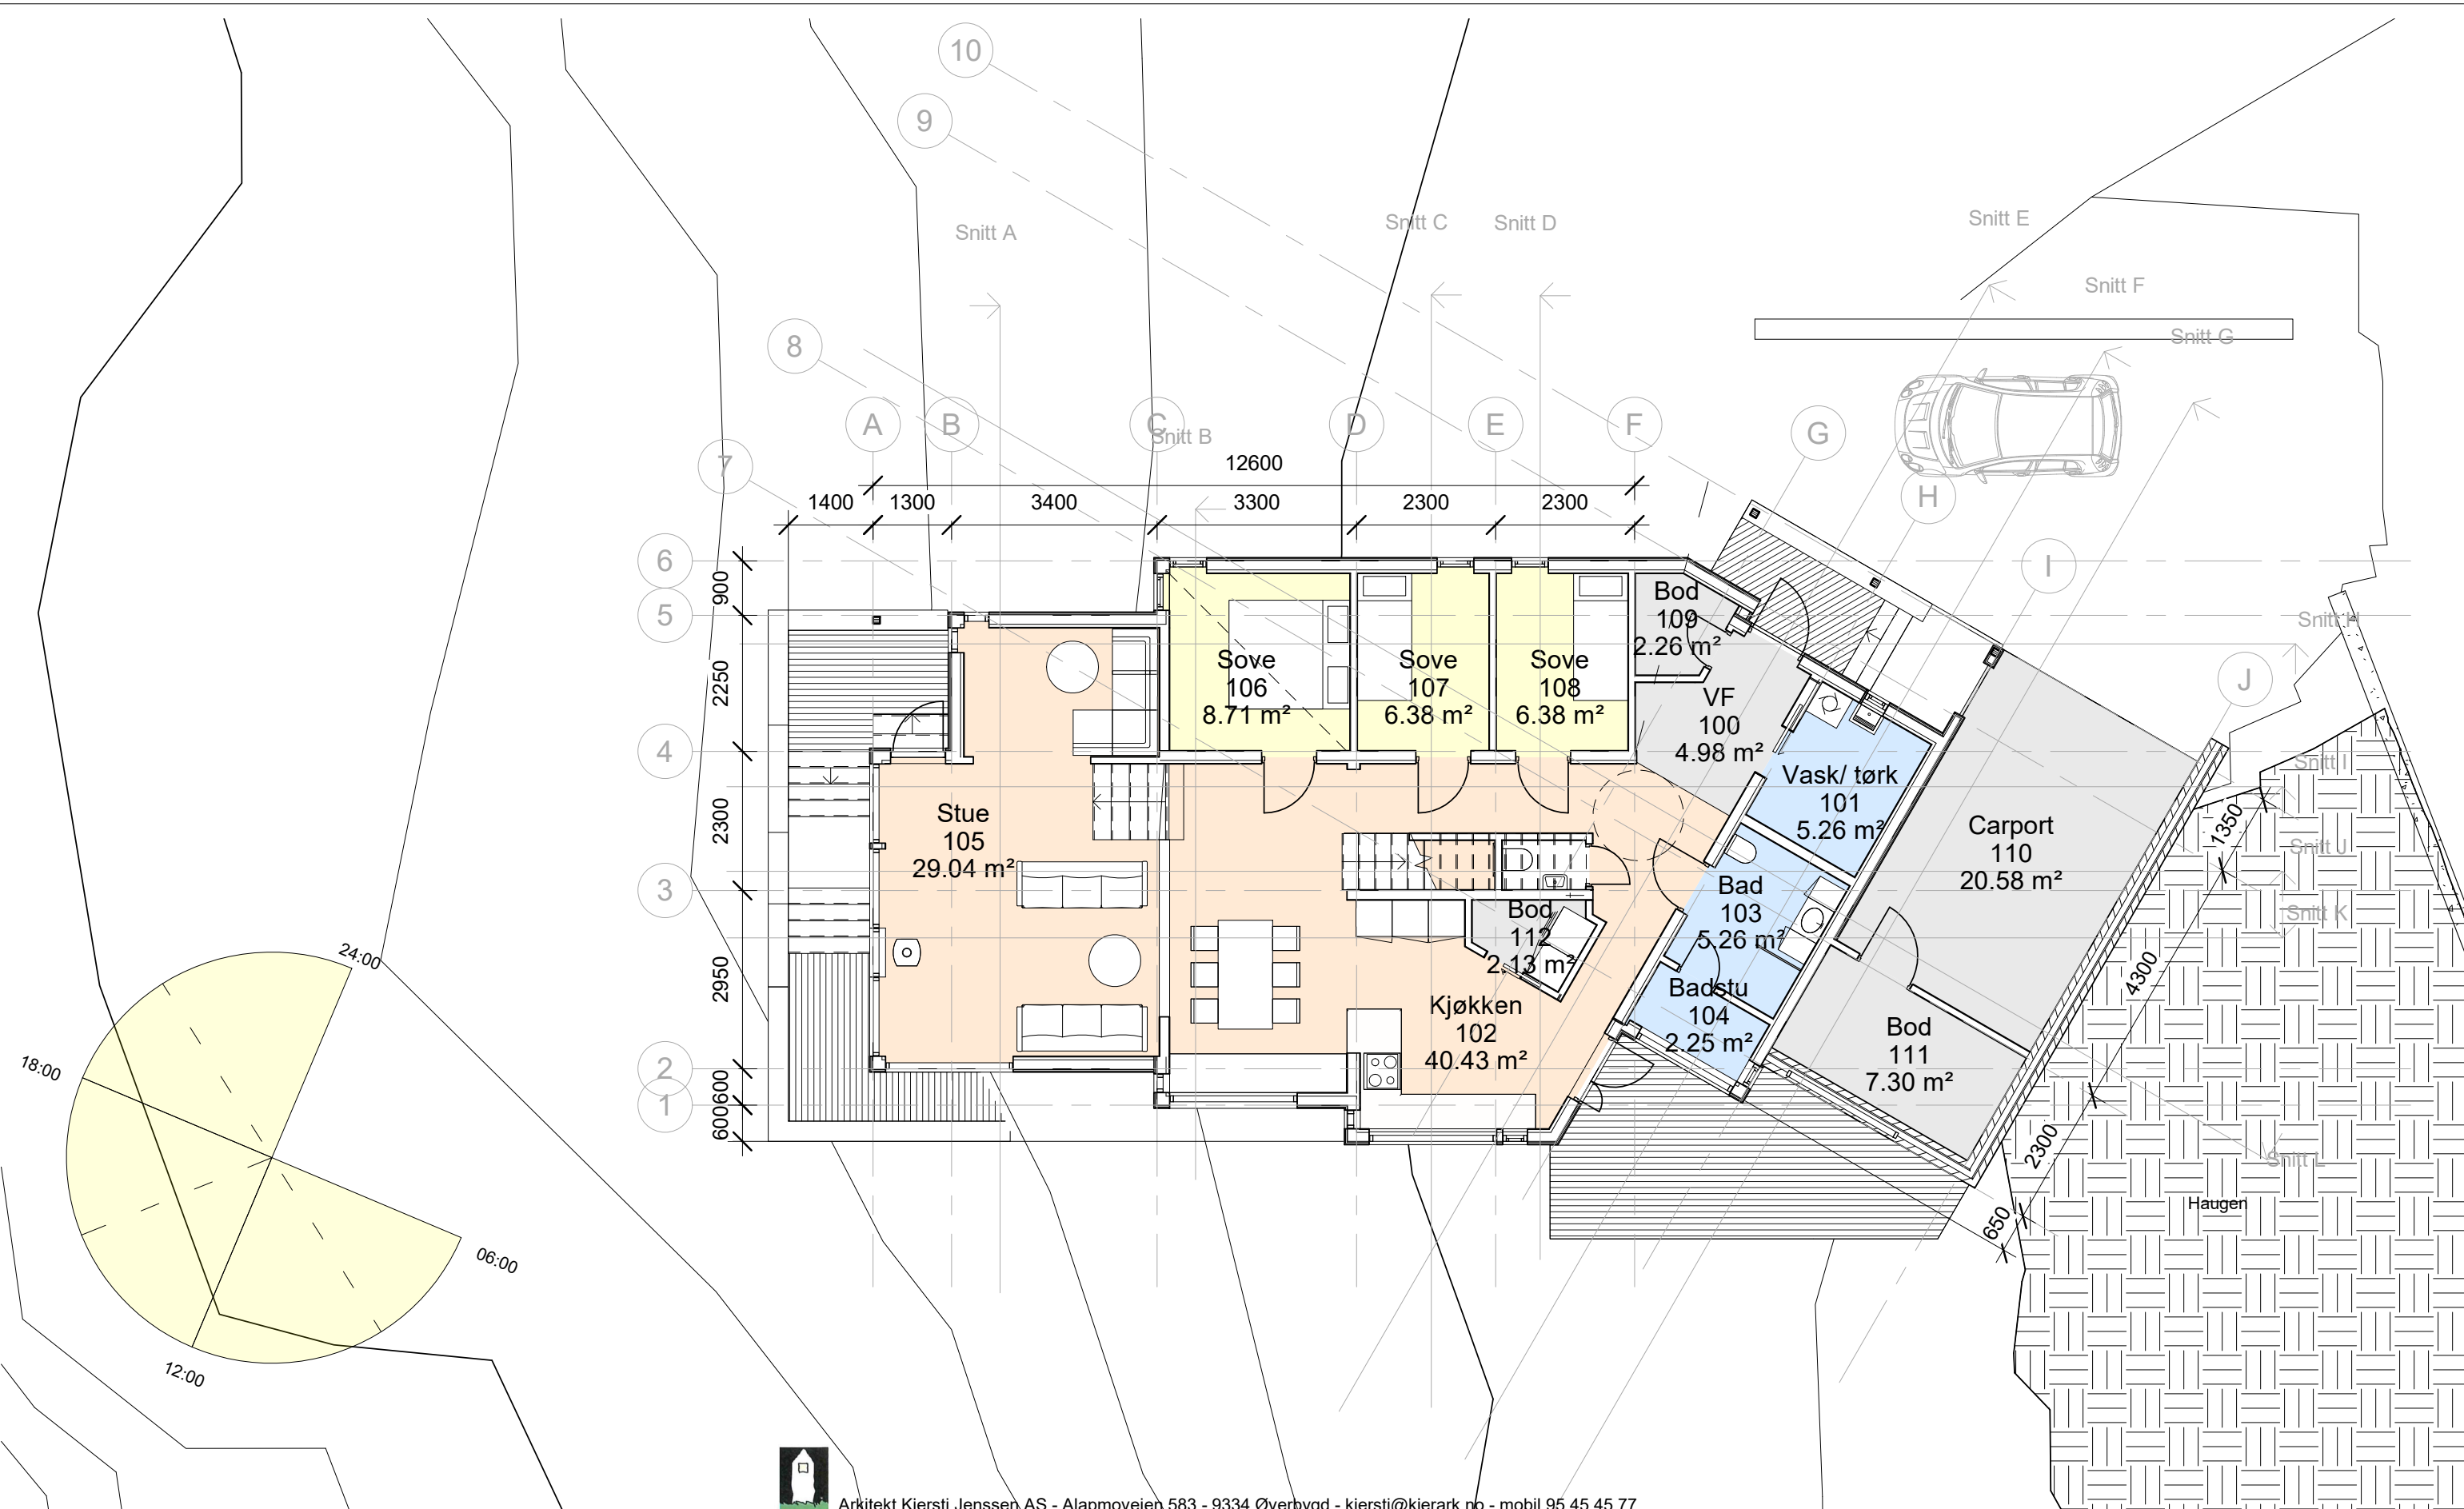 10
9
Snitt A
Snitt C
Snitt D
Snitt E
Snitt F
Snitt G
8
A
B
C
D
E
F
G
Snitt B
7
12600
H
1400
1300
3400
3300
2300
2300
6
I
900
5
Bod
109
2.26 m²
Snitt H
2250
Sove
106
8.71 m²
Sove
107
6.38 m²
Sove
108
6.38 m²
VF
100
4.98 m²
J
4
Vask/ tørk
101
5.26 m²
Snitt I
2300
Stue
105
29.04 m²
Carport
110
20.58 m²
1350
Snitt J
3
Bad
103
5.26 m²
Bod
112
2.13 m²
Snitt K
2950
24:00
4300
Kjøkken
102
40.43 m²
Badstu
104
2.25 m²
Bod
111
7.30 m²
18:00
2
1
600
600
2300
Snitt L
Haugen
650
06:00
12:00
Arkitekt Kjersti Jenssen AS - Alapmoveien 583 - 9334 Øverbygd - kjersti@kjerark.no - mobil 95 45 45 77